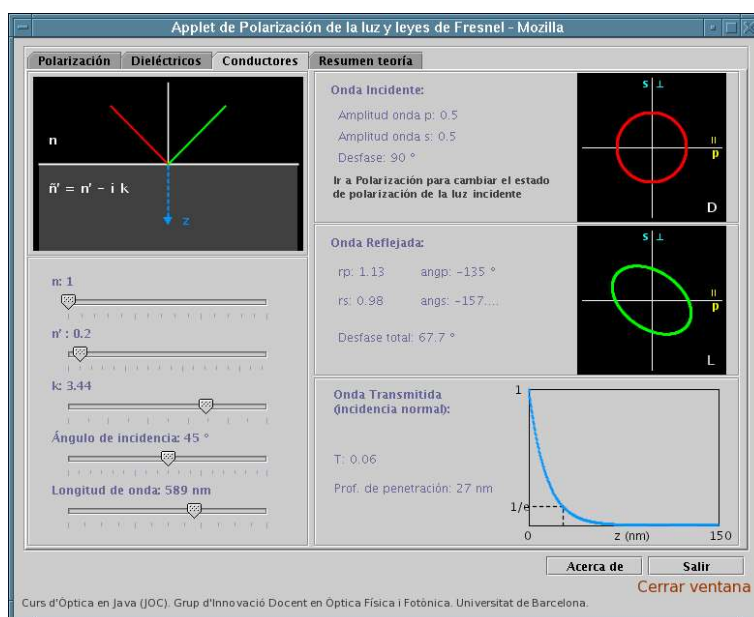 Applet de Polarización de la luz y leyes de Fresnel - Mozilla
Polarización Dieléctricos Conductores Resumen teoría
n
ñ' = n' - i k
z
n: 1
n' : 0.2
k: 3.44
Ángulo de incidencia: 45 °
Longitud de onda: 589 nm
Onda Incidente:
Amplitud onda p: 0.5
Amplitud onda s: 0.5
Desfase: 90 °
Ir a Polarización para cambiar el estado
de polarización de la luz incidente
s ⊥
=
p
D
Onda Reflejada:
rp: 1.13 angp: -135 °
rs: 0.98 angs: -157....
Desfase total: 67.7 °
s ⊥
=
p
L
Onda Transmitida
(incidencia normal):
T: 0.06
Prof. de penetración: 27 nm
1
1/e
0 z (nm) 150
Acerca de Salir
Cerrar ventana
Curs d'Òptica en Java (JOC). Grup d'Innovació Docent en Òptica Física i Fotònica. Universitat de Barcelona.